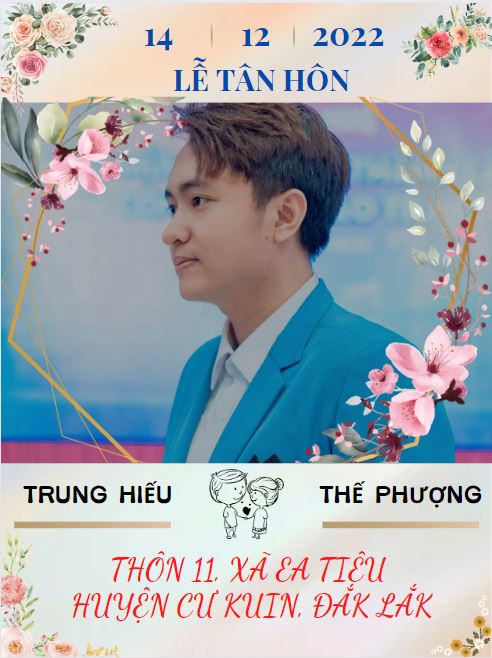 14 12 2022
LỄ TÂN HÔN
TRUNG HIẾU
THẾ PHƯỢNG
THÔN 11, XÃ EA TIÊU
HUYỆN CƯ KUIN, ĐẮK LẮK